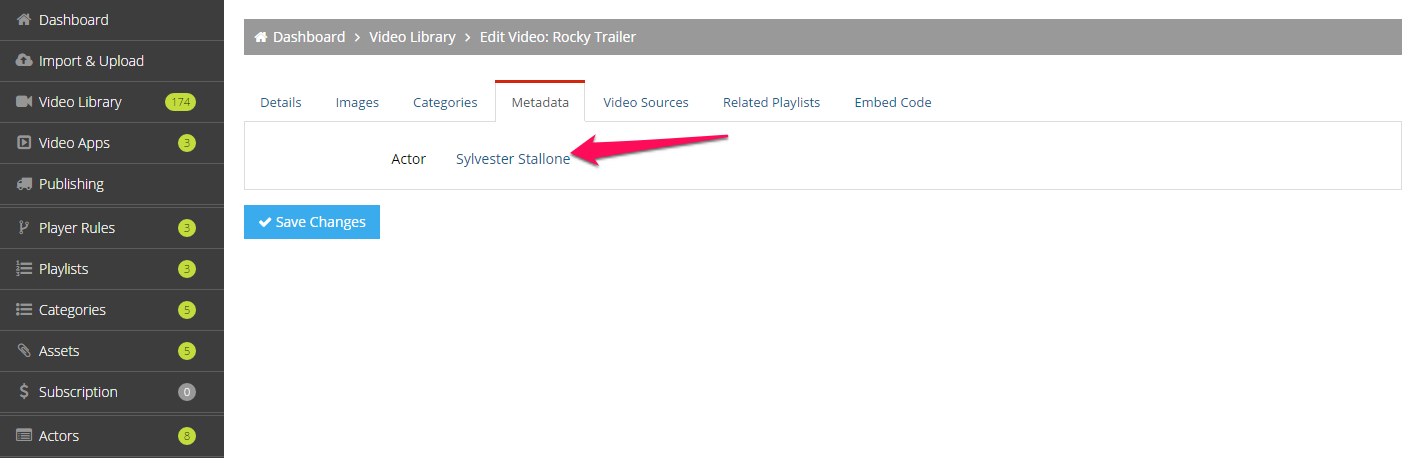 Dashboard
Import & Upload
Video Library 174
Video Apps 3
Publishing
Player Rules 3
Playlists 3
Categories 5
Assets 5
Subscription 0
Actors 8
Dashboard > Video Library > Edit Video: Rocky Trailer
Details Images Categories Metadata Video Sources Related Playlists Embed Code
Actor Sylvester Stallone
Save Changes